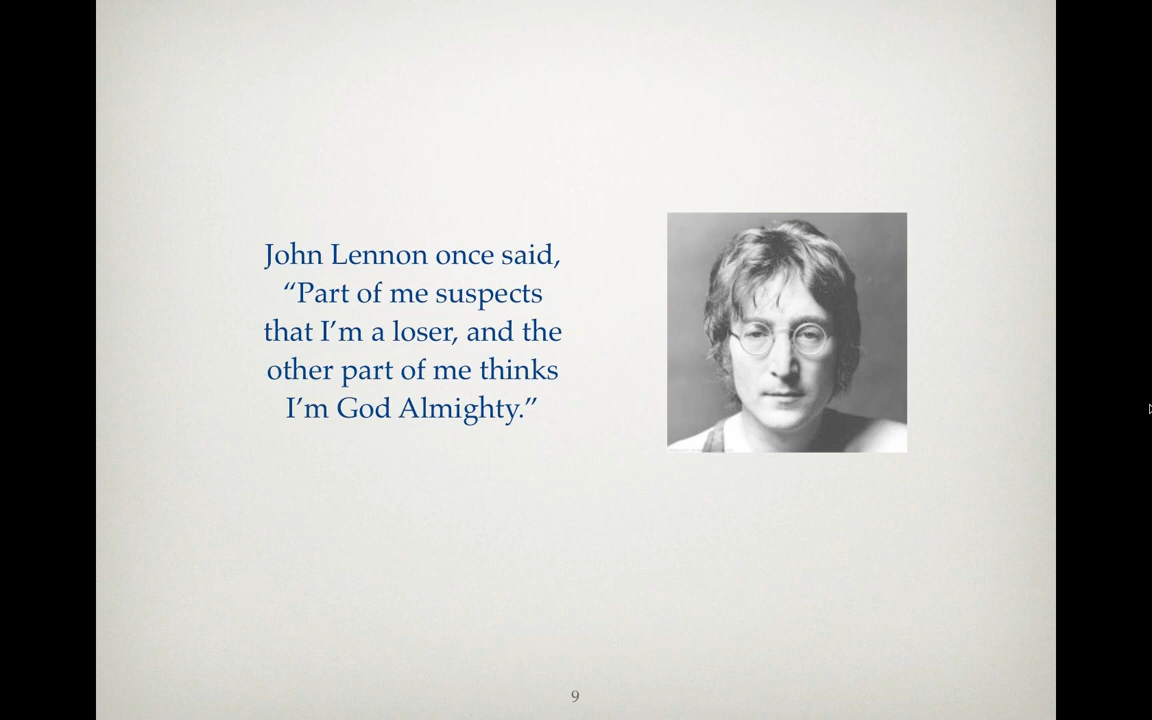 John Lennon once said,
“Part of me suspects
that I’m a loser, and the
other part of me thinks
I’m God Almighty.”
9